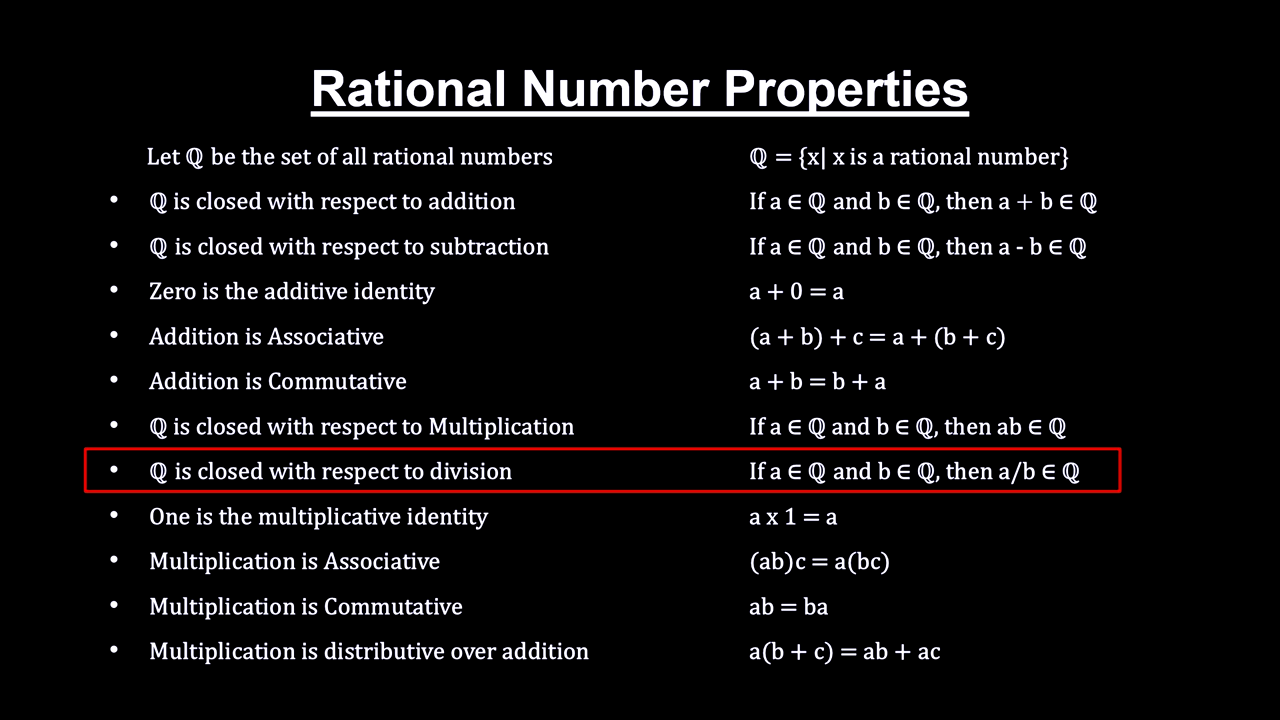 Rational Number Properties
Let ℚ be the set of all rational numbers ℚ = {x| x is a rational number}
• ℚ is closed with respect to addition If a ∈ ℚ and b ∈ ℚ, then a + b ∈ ℚ
• ℚ is closed with respect to subtraction If a ∈ ℚ and b ∈ ℚ, then a - b ∈ ℚ
• Zero is the additive identity a + 0 = a
• Addition is Associative (a + b) + c = a + (b + c)
• Addition is Commutative a + b = b + a
• ℚ is closed with respect to Multiplication If a ∈ ℚ and b ∈ ℚ, then ab ∈ ℚ
• ℚ is closed with respect to division If a ∈ ℚ and b ∈ ℚ, then a/b ∈ ℚ
• One is the multiplicative identity a x 1 = a
• Multiplication is Associative (ab)c = a(bc)
• Multiplication is Commutative ab = ba
• Multiplication is distributive over addition a(b + c) = ab + ac